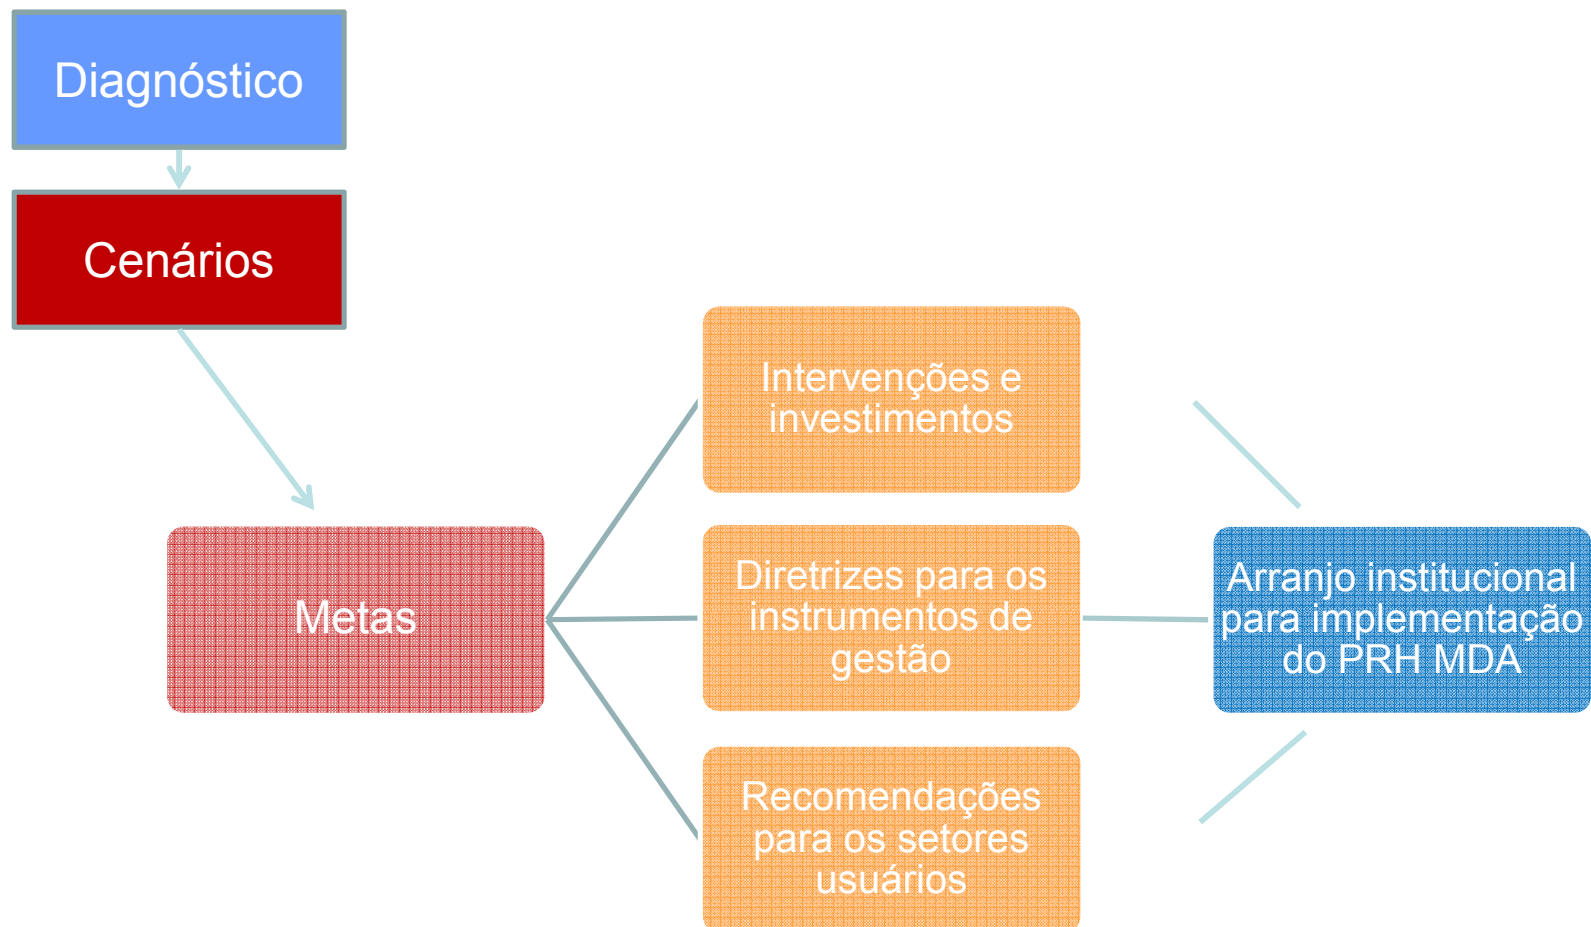 Diagnóstico
Cenários
Intervenções e
investimentos
Metas
Diretrizes para os
instrumentos de
gestão
Arranjo institucional
para implementação
do PRH MDA
Recomendações
para os setores
usuários